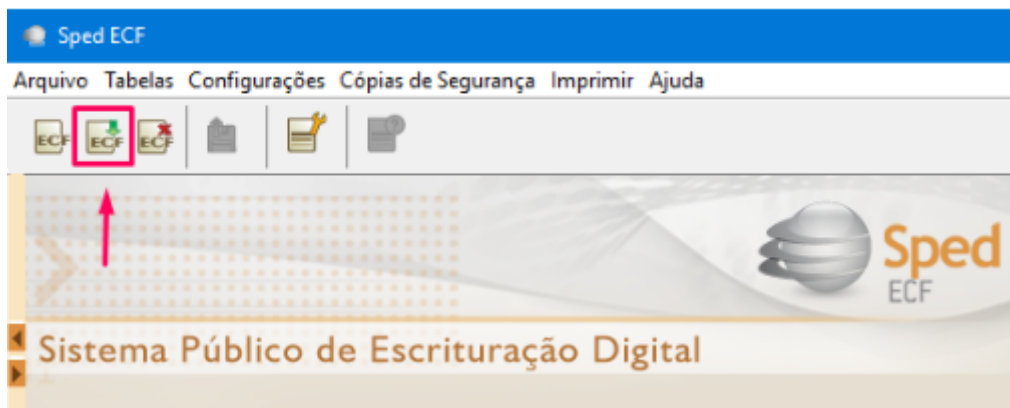 Sped ECF
Arquivo Tabelas Configurações Cópias de Segurança Imprimir Ajuda
ECF ECF ECF
Sped
ECF
Sistema Público de Escrituração Digital